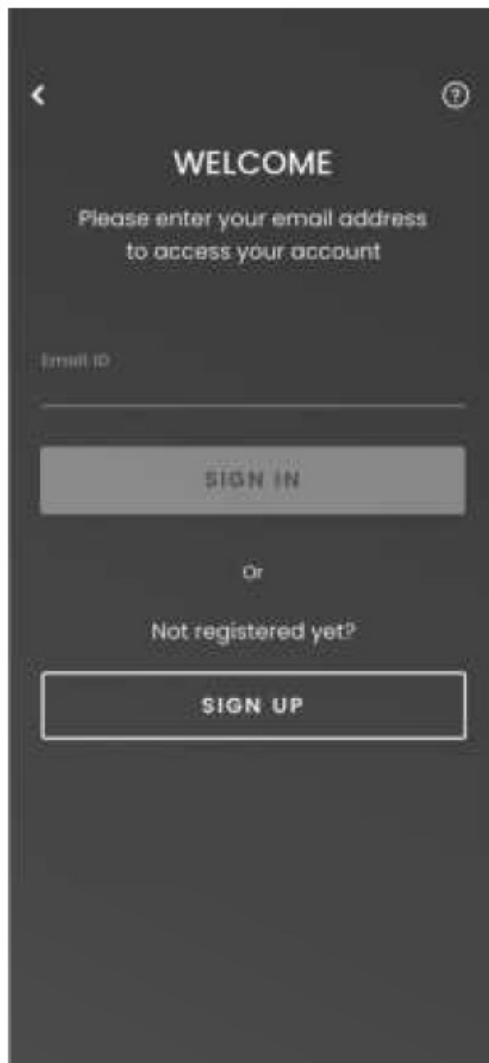 WELCOME
Please enter your email address
to access your account
Email ID
SIGN IN
Or
Not registered yet?
SIGN UP